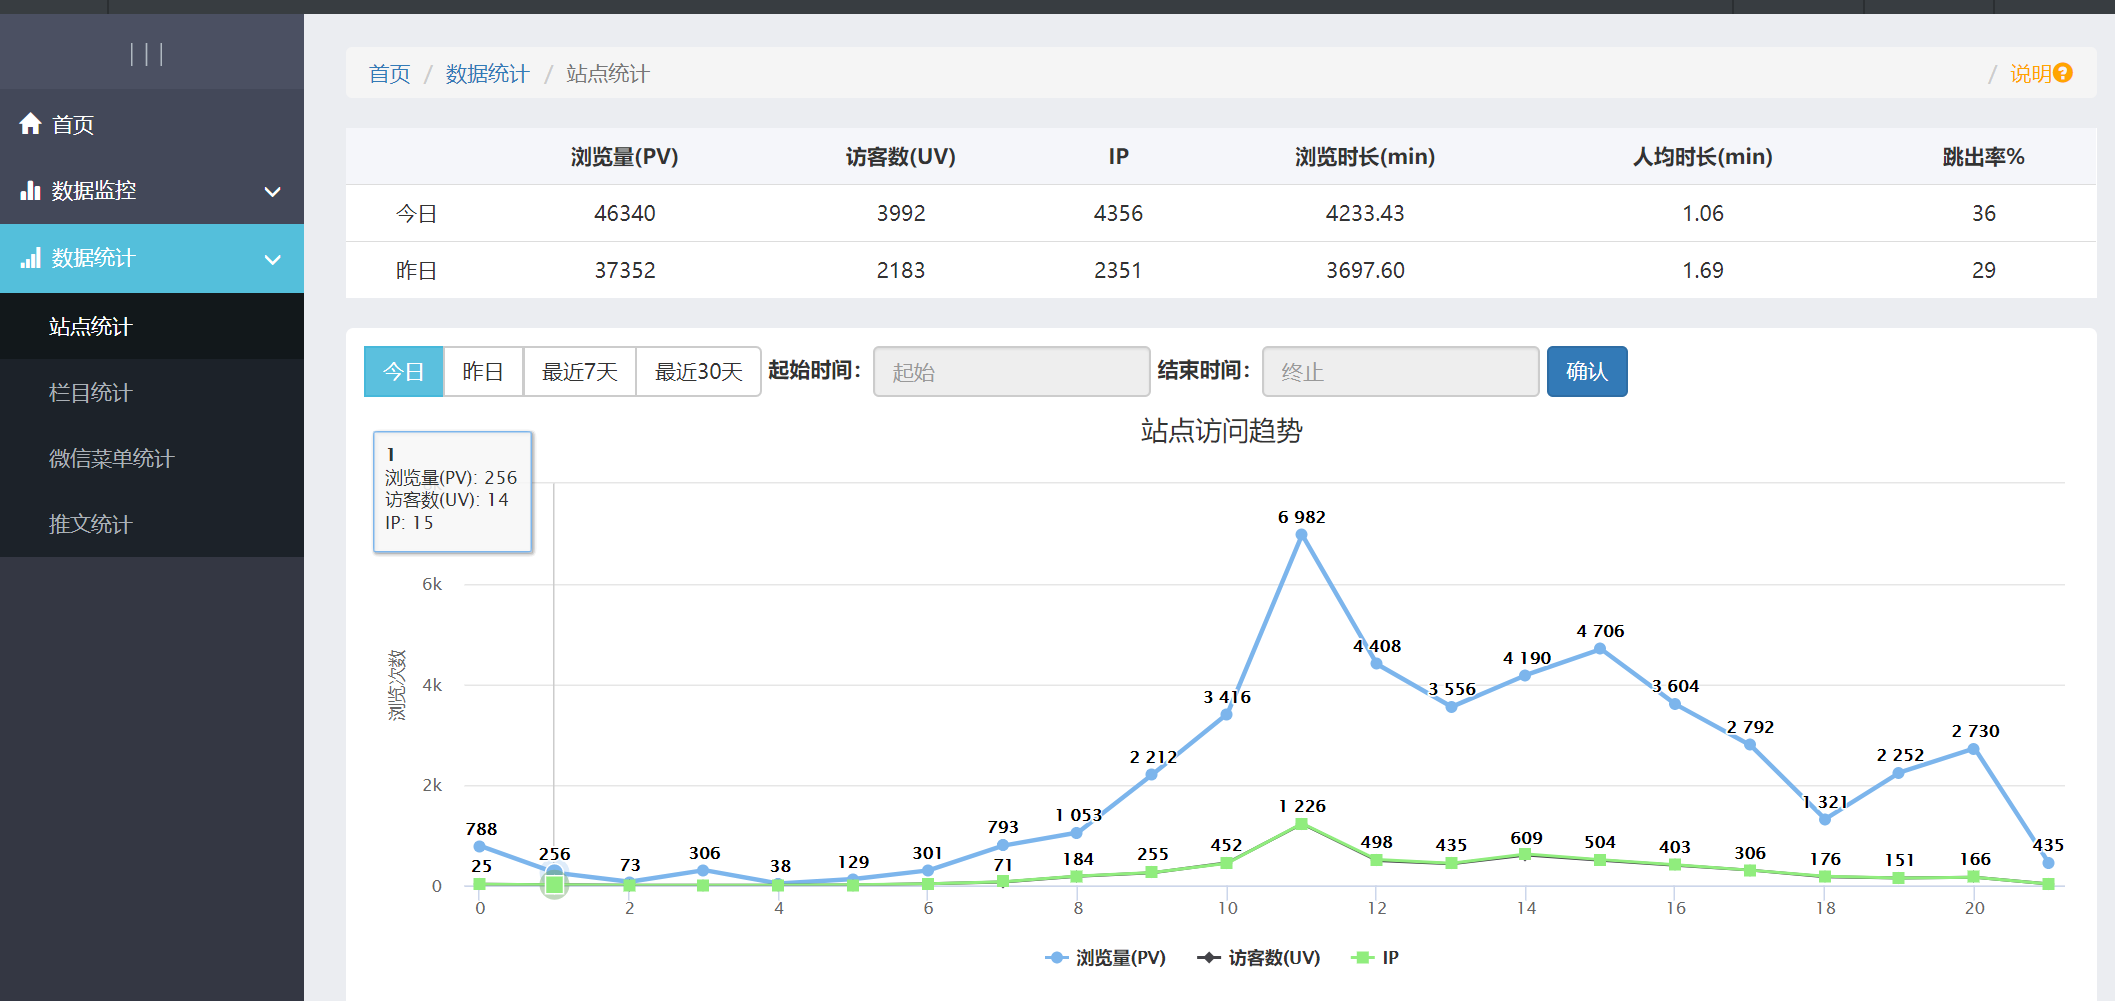 |||
首页
数据监控
数据统计
站点统计
栏目统计
微信菜单统计
推文统计
首页 / 数据统计 / 站点统计 / 说明
浏览量(PV) 访客数(UV) IP 浏览时长(min) 人均时长(min) 跳出率%
今日 46340 3992 4356 4233.43 1.06 36
昨日 37352 2183 2351 3697.60 1.69 29
今日 昨日 最近7天 最近30天 起始时间： 起始 结束时间： 终止 确认
站点访问趋势
1
浏览量(PV): 256
访客数(UV): 14
IP: 15
浏览次数
6k
4k
2k
0
788 256 73 306 38 129 301 793 1 053 2 212 3 416 6 982 4 408 3 556 4 190 4 706 3 604 2 792 1 321 2 252 2 730 435
25 71 184 255 452 1 226 498 435 609 504 403 306 176 151 166
0 2 4 6 8 10 12 14 16 18 20
浏览量(PV) 访客数(UV) IP